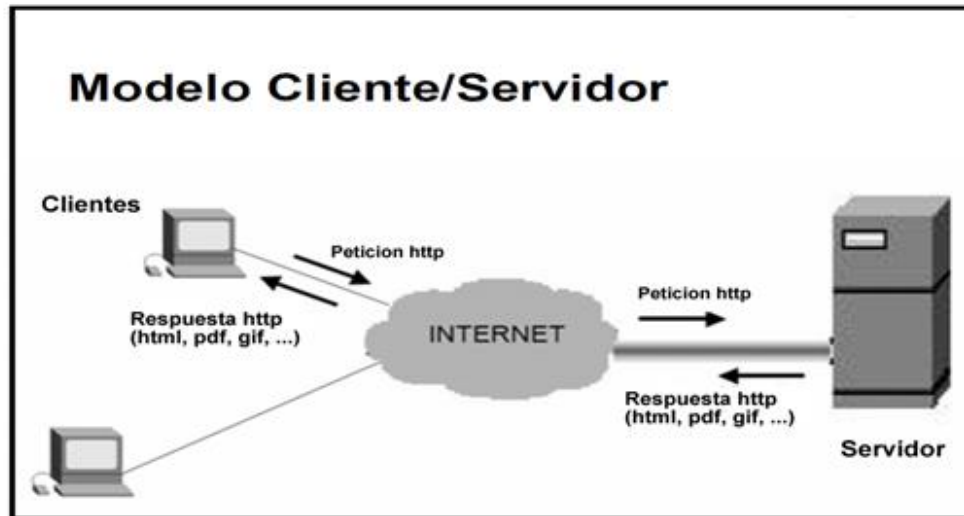 Modelo Cliente/Servidor
Clientes
Peticion http
Respuesta http
(html, pdf, gif, ...)
INTERNET
Peticion http
Respuesta http
(html, pdf, gif, ...)
Servidor